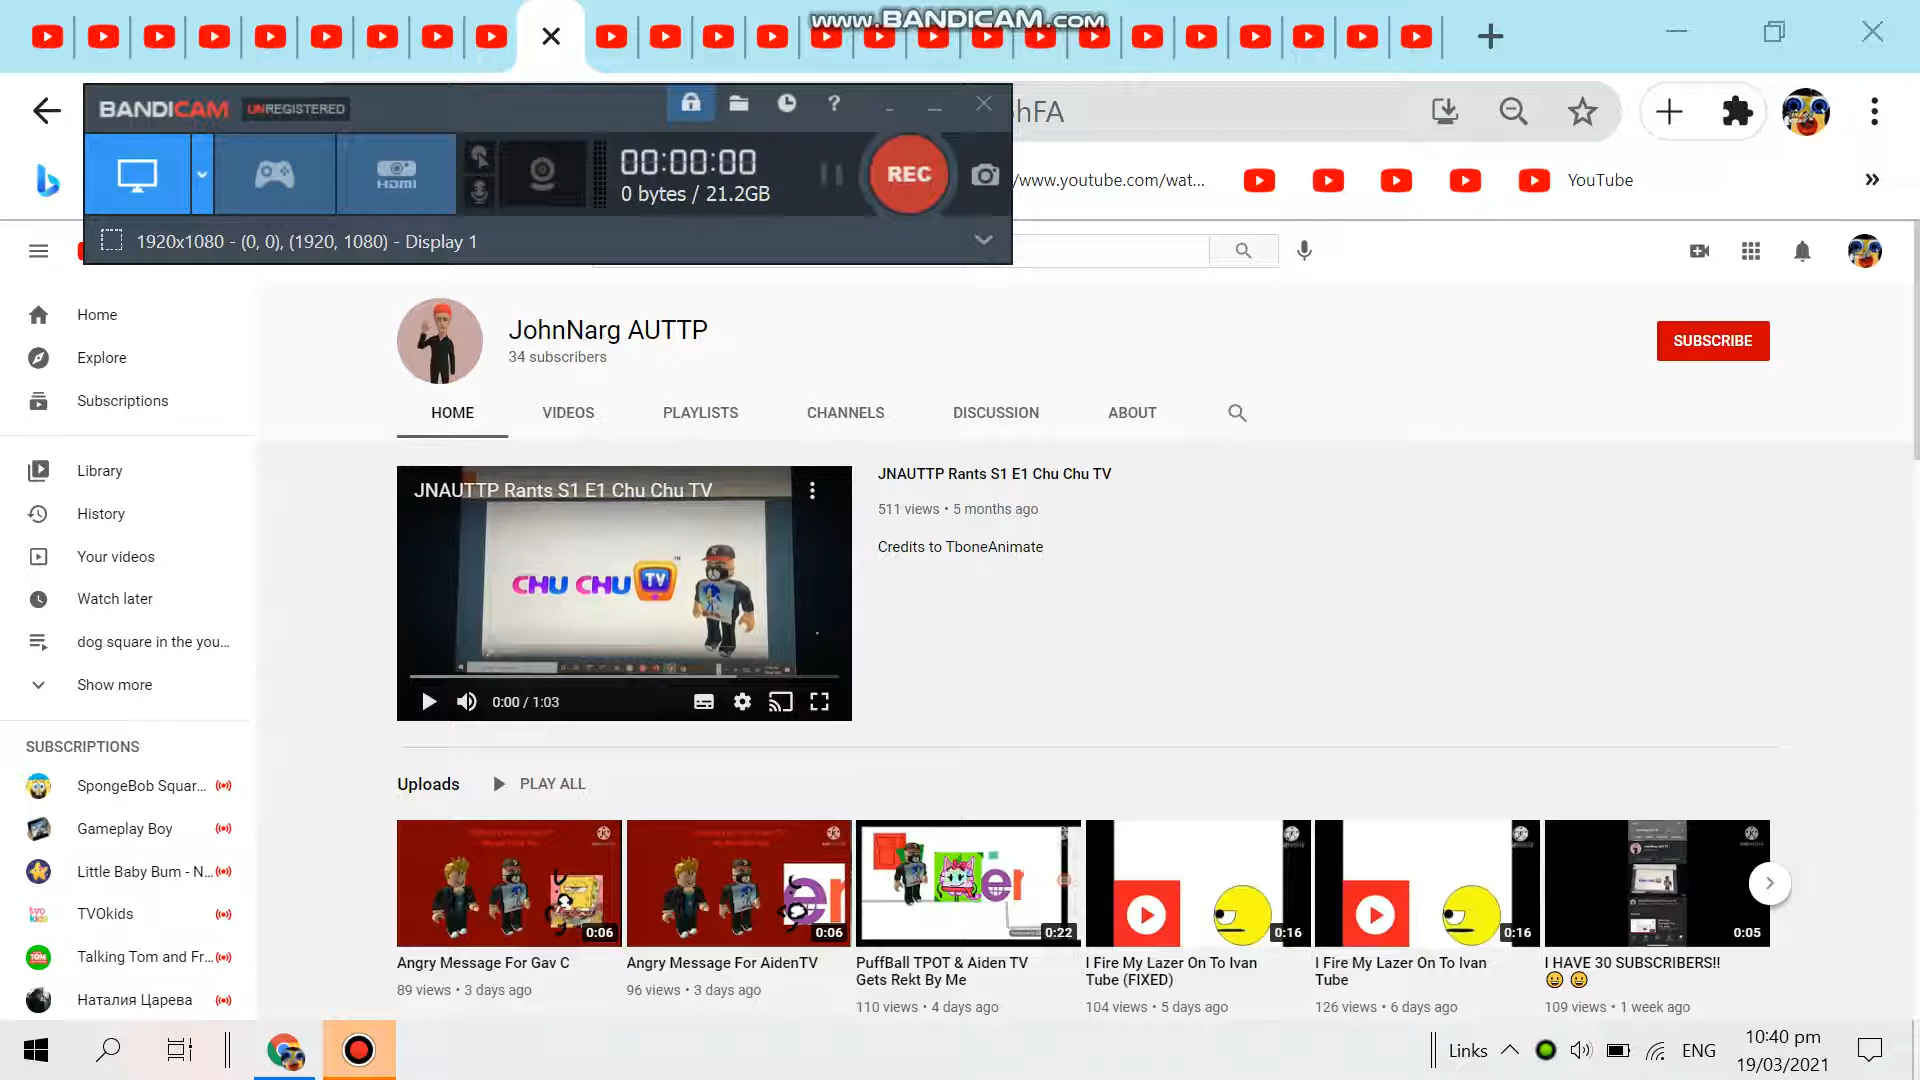 www.BANDICAM.com
BANDICAM UNREGISTERED
?
hFA
HDMI
00:00:00
0 bytes / 21.2GB
REC
/www.youtube.com/wat...
YouTube
»
1920x1080 - (0, 0), (1920, 1080) - Display 1
Home
Explore
Subscriptions
Library
History
Your videos
Watch later
dog square in the you...
Show more
SUBSCRIPTIONS
SpongeBob Squar...
Gameplay Boy
Little Baby Bum - N...
TVOkids
Talking Tom and Fr...
Наталия Царева
JohnNarg AUTTP
34 subscribers
SUBSCRIBE
HOME
VIDEOS
PLAYLISTS
CHANNELS
DISCUSSION
ABOUT
JNAUTTP Rants S1 E1 Chu Chu TV
CHU CHU TV
0:00 / 1:03
JNAUTTP Rants S1 E1 Chu Chu TV
511 views • 5 months ago
Credits to TboneAnimate
Uploads
PLAY ALL
0:06
Angry Message For Gav C
89 views • 3 days ago
er
0:06
Angry Message For AidenTV
96 views • 3 days ago
er
0:22
PuffBall TPOT & Aiden TV
Gets Rekt By Me
110 views • 4 days ago
0:16
I Fire My Lazer On To Ivan
Tube (FIXED)
104 views • 5 days ago
0:16
I Fire My Lazer On To Ivan
Tube
126 views • 6 days ago
0:05
I HAVE 30 SUBSCRIBERS!!
109 views • 1 week ago
Links
ENG
10:40 pm
19/03/2021